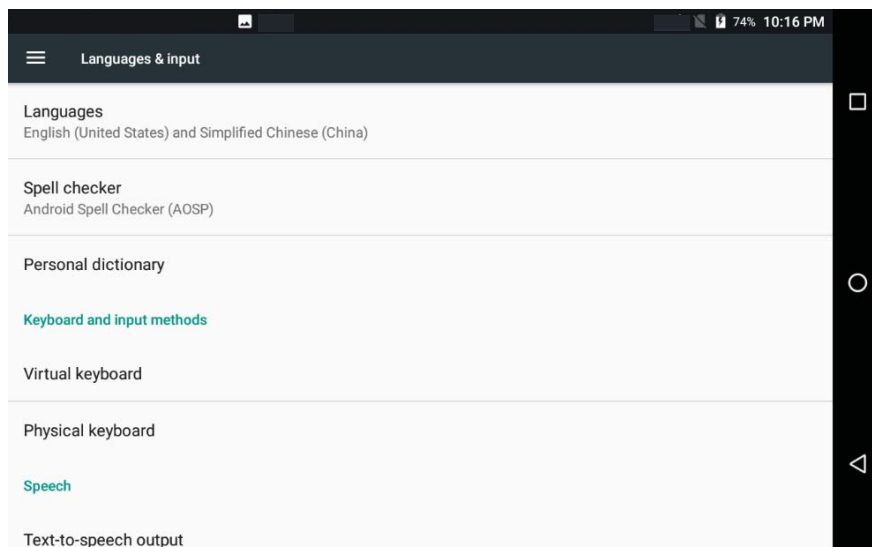 74% 10:16 PM
Languages & input
Languages
English (United States) and Simplified Chinese (China)
Spell checker
Android Spell Checker (AOSP)
Personal dictionary
Keyboard and input methods
Virtual keyboard
Physical keyboard
Speech
Text-to-speech output